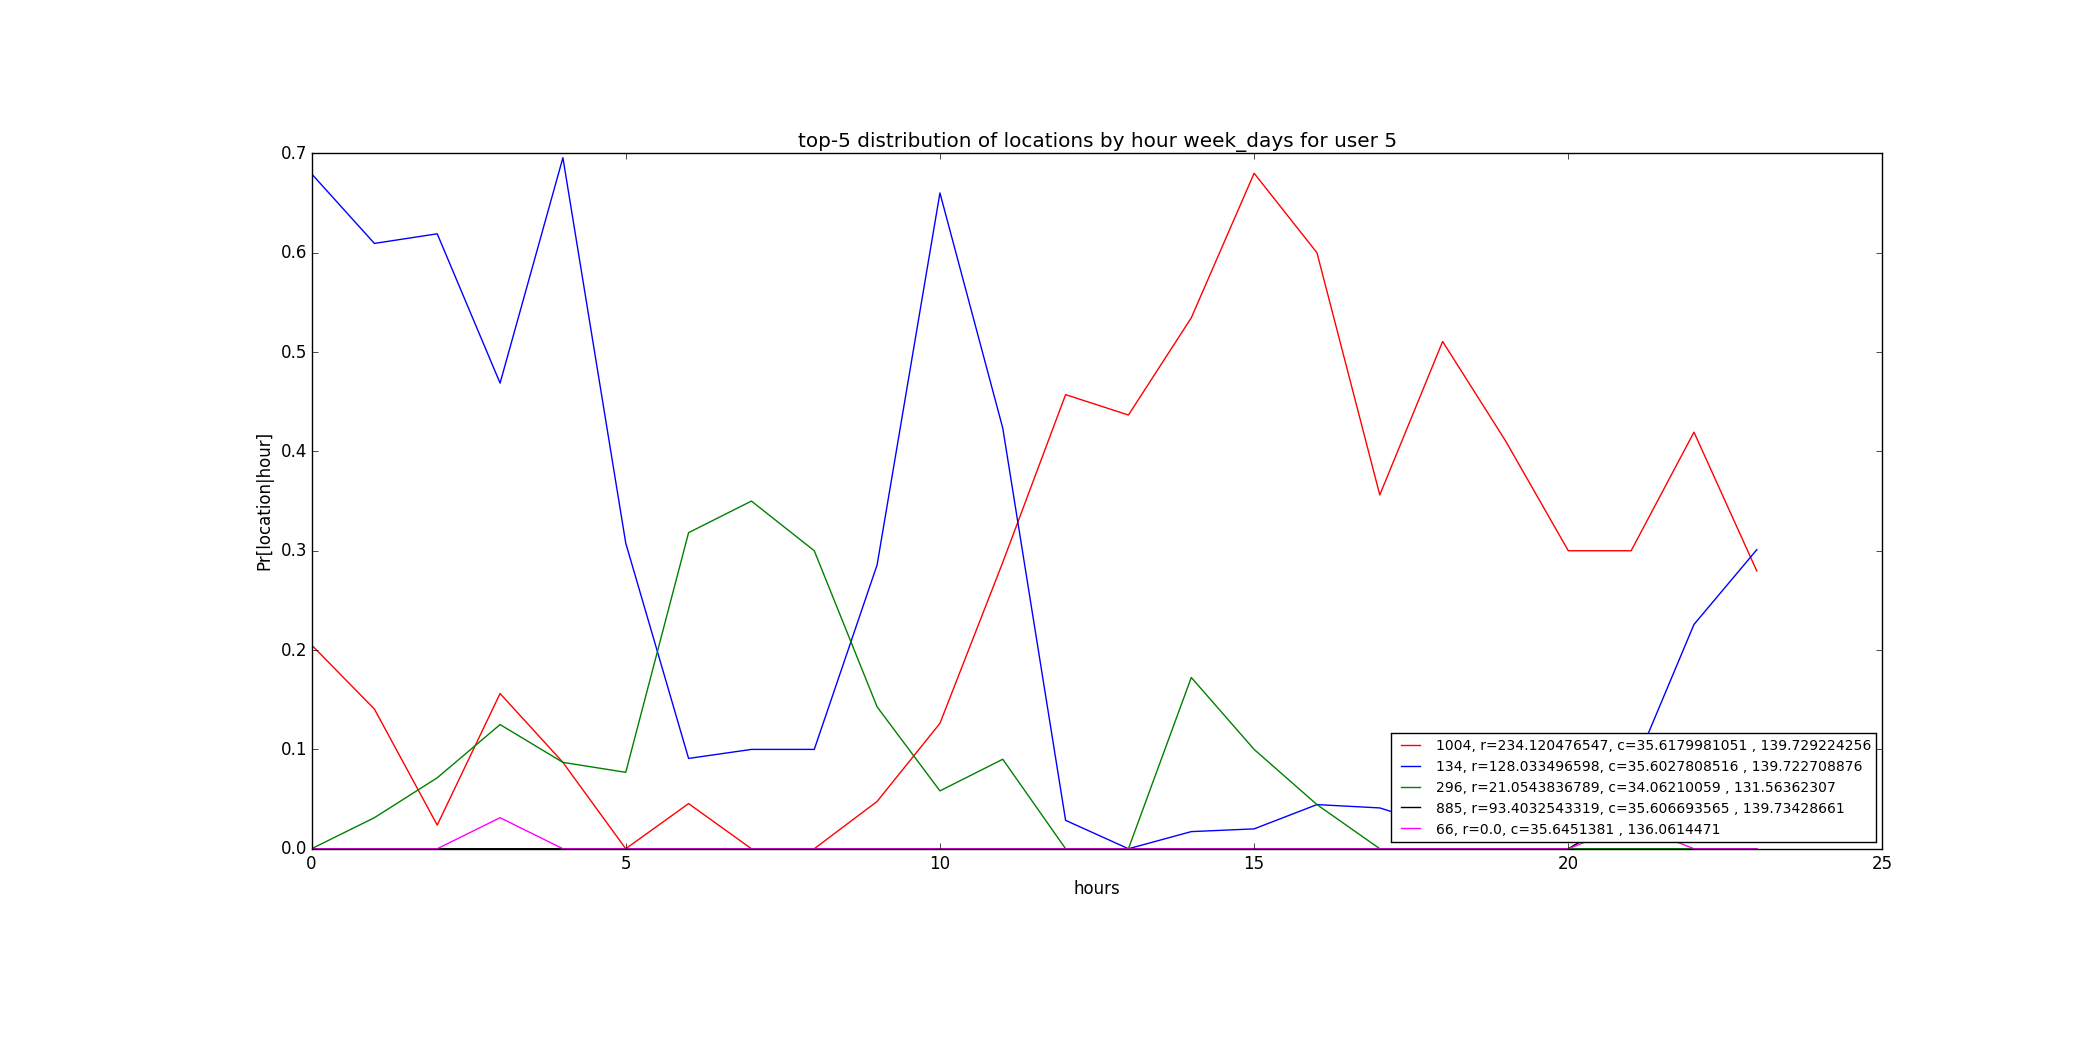 top-5 distribution of locations by hour week_days for user 5
0.7
0.6
0.5
0.4
0.3
0.2
0.1
0.0
Pr[location|hour]
1004, r=234.120476547, c=35.6179981051 , 139.729224256
134, r=128.033496598, c=35.6027808516 , 139.722708876
296, r=21.0543836789, c=34.06210059 , 131.56362307
885, r=93.4032543319, c=35.606693565 , 139.73428661
66, r=0.0, c=35.6451381 , 136.0614471
0 5 10 15 20 25
hours